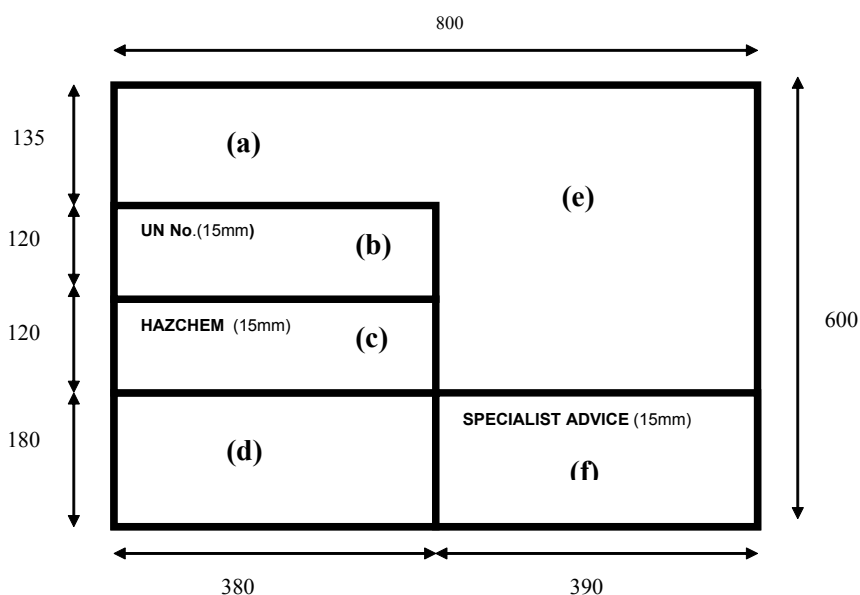 800
135
(a)
(e)
120
UN No.(15mm)
(b)
600
120
HAZCHEM (15mm)
(c)
180
SPECIALIST ADVICE (15mm)
(d)
(f)
380
390